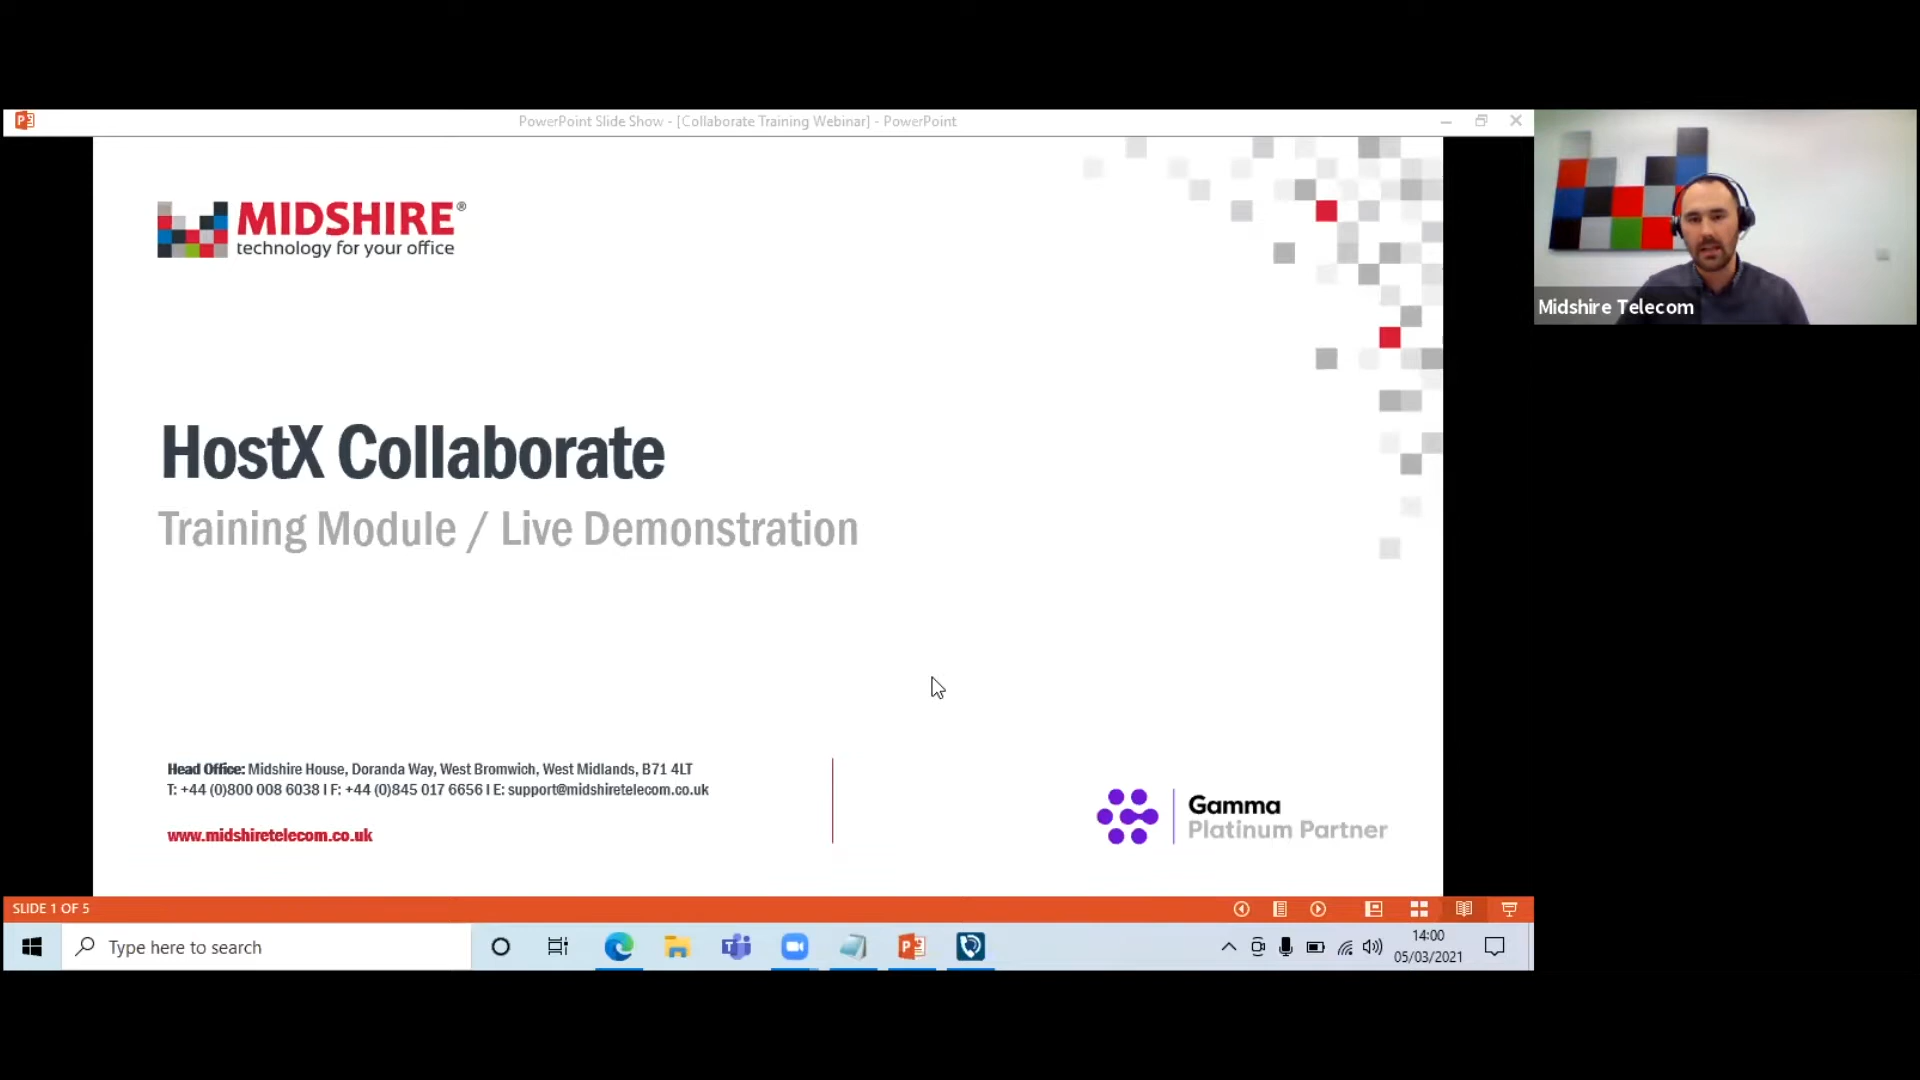 PowerPoint Slide Show - [Collaborate Training Webinar] - PowerPoint
MIDSHIRE®
technology for your office
Midshire Telecom
HostX Collaborate
Training Module / Live Demonstration
Head Office: Midshire House, Doranda Way, West Bromwich, West Midlands, B71 4LT
T: +44 (0)800 008 6038 I F: +44 (0)845 017 6656 I E: support@midshiretelecom.co.uk
www.midshiretelecom.co.uk
Gamma
Platinum Partner
SLIDE 1 OF 5
Type here to search
14:00
05/03/2021